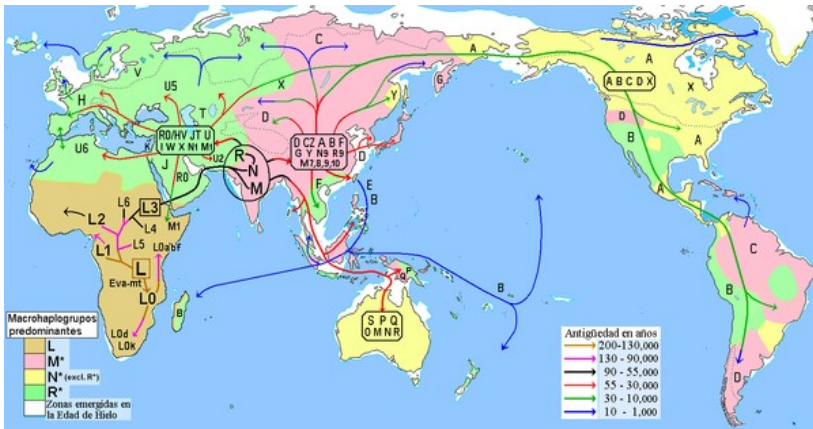 C
V
A
A
A
U5
X
H
T
G
Y
A B C D X
X
D
R0/HV JT U
I W X N1 M1
D CZ A B F
G Y N9 R9
M7,8,9,10
D
D
B
A
K
U6
J
U2
R
N
M
R0
F
E
B
A
L6
L3
L2
L4
M1
L5
L0abf
L1
L
Eva-mt
L0
P
Q
B
C
B
B
S P Q
O M N R
L0d
L0k
D
Macrohaplogrupos
predominantes
L
M*
N* (excl. R*)
R*
Zonas emergidas en
la Edad de Hielo
Antigüedad en años
200-130,000
130 - 90,000
90 - 55,000
55 - 30,000
30 - 10,000
10 - 1,000